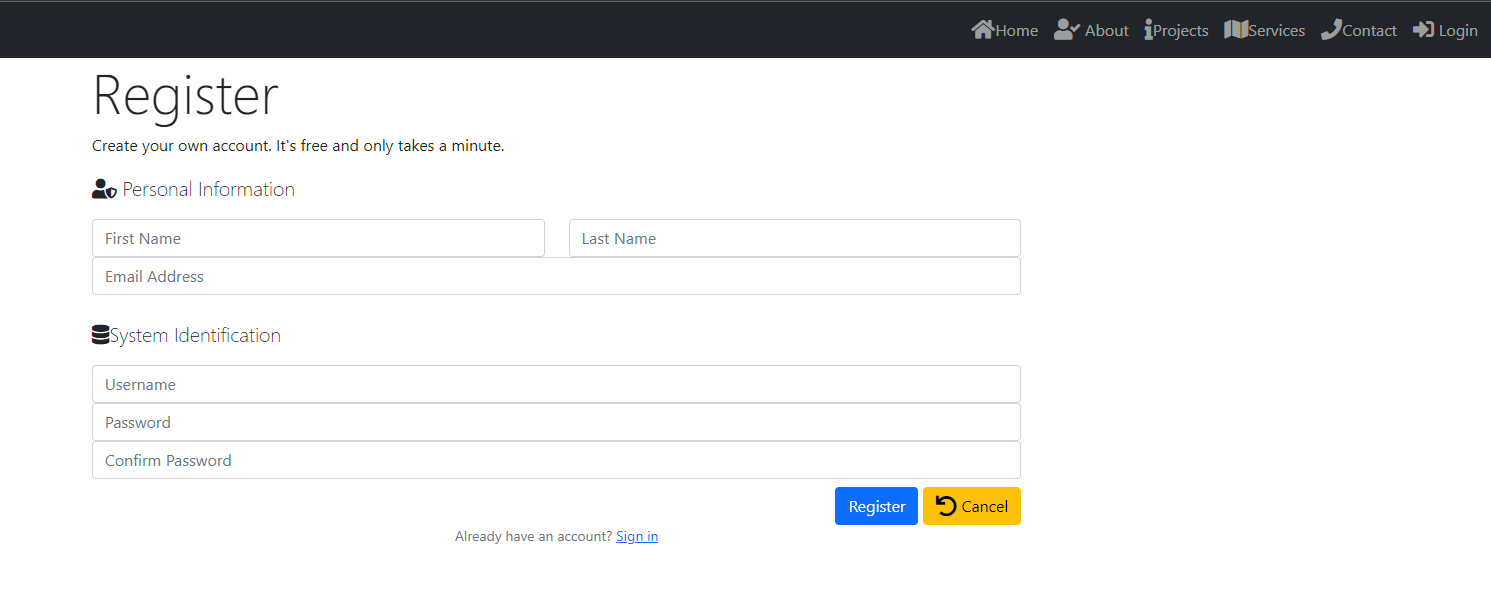 Home About Projects Services Contact Login
Register
Create your own account. It's free and only takes a minute.
Personal Information
First Name Last Name
Email Address
System Identification
Username
Password
Confirm Password
Register Cancel
Already have an account? Sign in